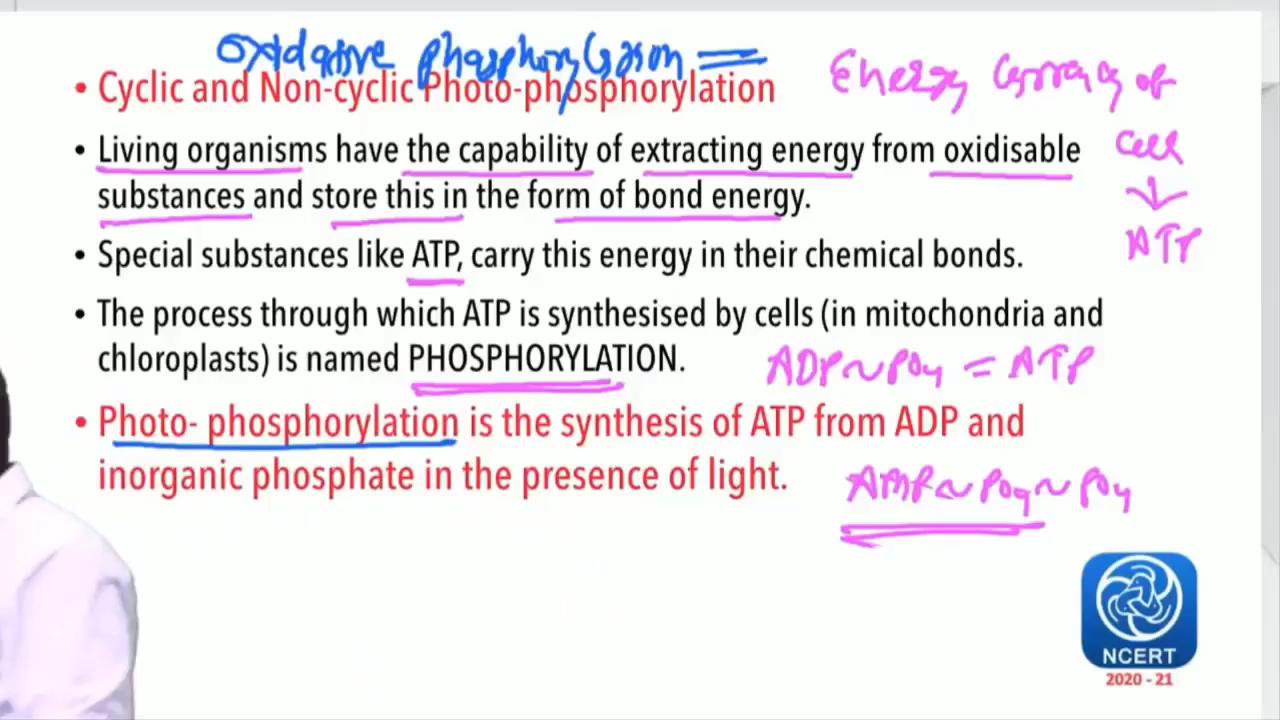 Oxidative phosphorylation =
• Cyclic and Non-cyclic Photo-phosphorylation
Energy currency of
cell
↓
ATP
• Living organisms have the capability of extracting energy from oxidisable
substances and store this in the form of bond energy.
• Special substances like ATP, carry this energy in their chemical bonds.
• The process through which ATP is synthesised by cells (in mitochondria and
chloroplasts) is named PHOSPHORYLATION.
ADP~PO4 = ATP
• Photo- phosphorylation is the synthesis of ATP from ADP and
inorganic phosphate in the presence of light.
AMP~PO4~PO4
NCERT
2020 - 21